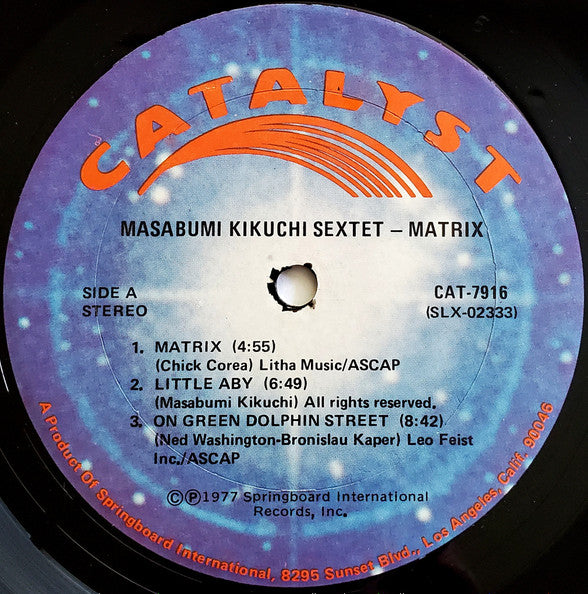 CATALYST
MASABUMI KIKUCHI SEXTET – MATRIX
SIDE A
STEREO
CAT-7916
(SLX-02333)
1. MATRIX (4:55)
(Chick Corea) Litha Music/ASCAP
2. LITTLE ABY (6:49)
(Masabumi Kikuchi) All rights reserved.
3. ON GREEN DOLPHIN STREET (8:42)
(Ned Washington-Bronislau Kaper) Leo Feist
Inc./ASCAP
©℗1977 Springboard International
Records, Inc.
A Product Of Springboard International, 8295 Sunset Blvd., Los Angeles, Calif. 90046